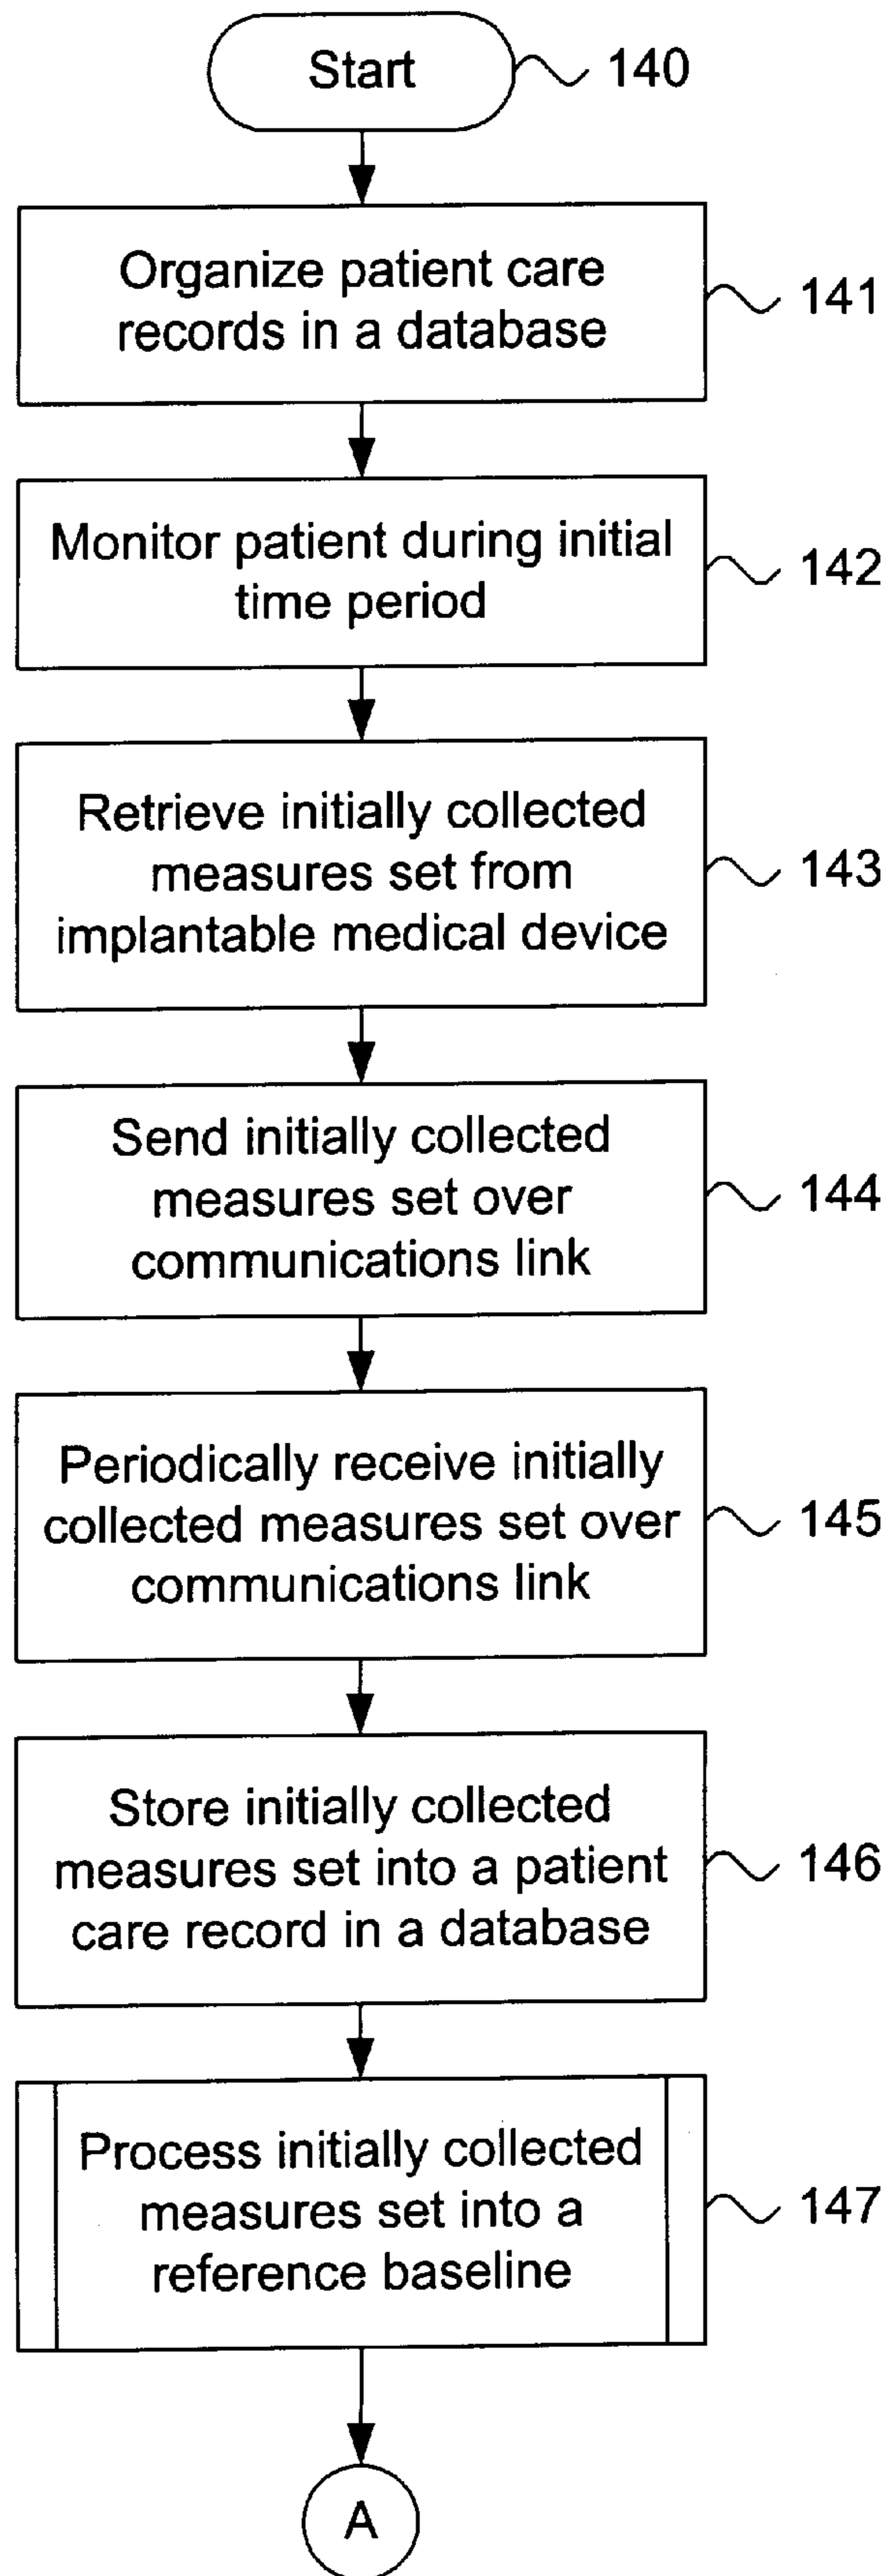 Start
140
Organize patient care
records in a database
141
Monitor patient during initial
time period
142
Retrieve initially collected
measures set from
implantable medical device
143
Send initially collected
measures set over
communications link
144
Periodically receive initially
collected measures set over
communications link
145
Store initially collected
measures set into a patient
care record in a database
146
Process initially collected
measures set into a
reference baseline
147
A